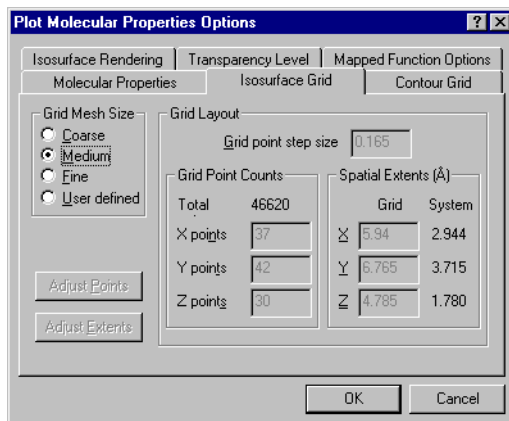 Plot Molecular Properties Options
Isosurface Rendering Transparency Level Mapped Function Options
Molecular Properties Isosurface Grid Contour Grid
Grid Mesh Size
Coarse
Medium
Fine
User defined
Adjust Points
Adjust Extents
Grid Layout
Grid point step size 0.165
Grid Point Counts
Total 46620
X points 37
Y points 42
Z points 30
Spatial Extents (Å)
Grid System
X 5.94 2.944
Y 6.765 3.715
Z 4.785 1.780
OK Cancel